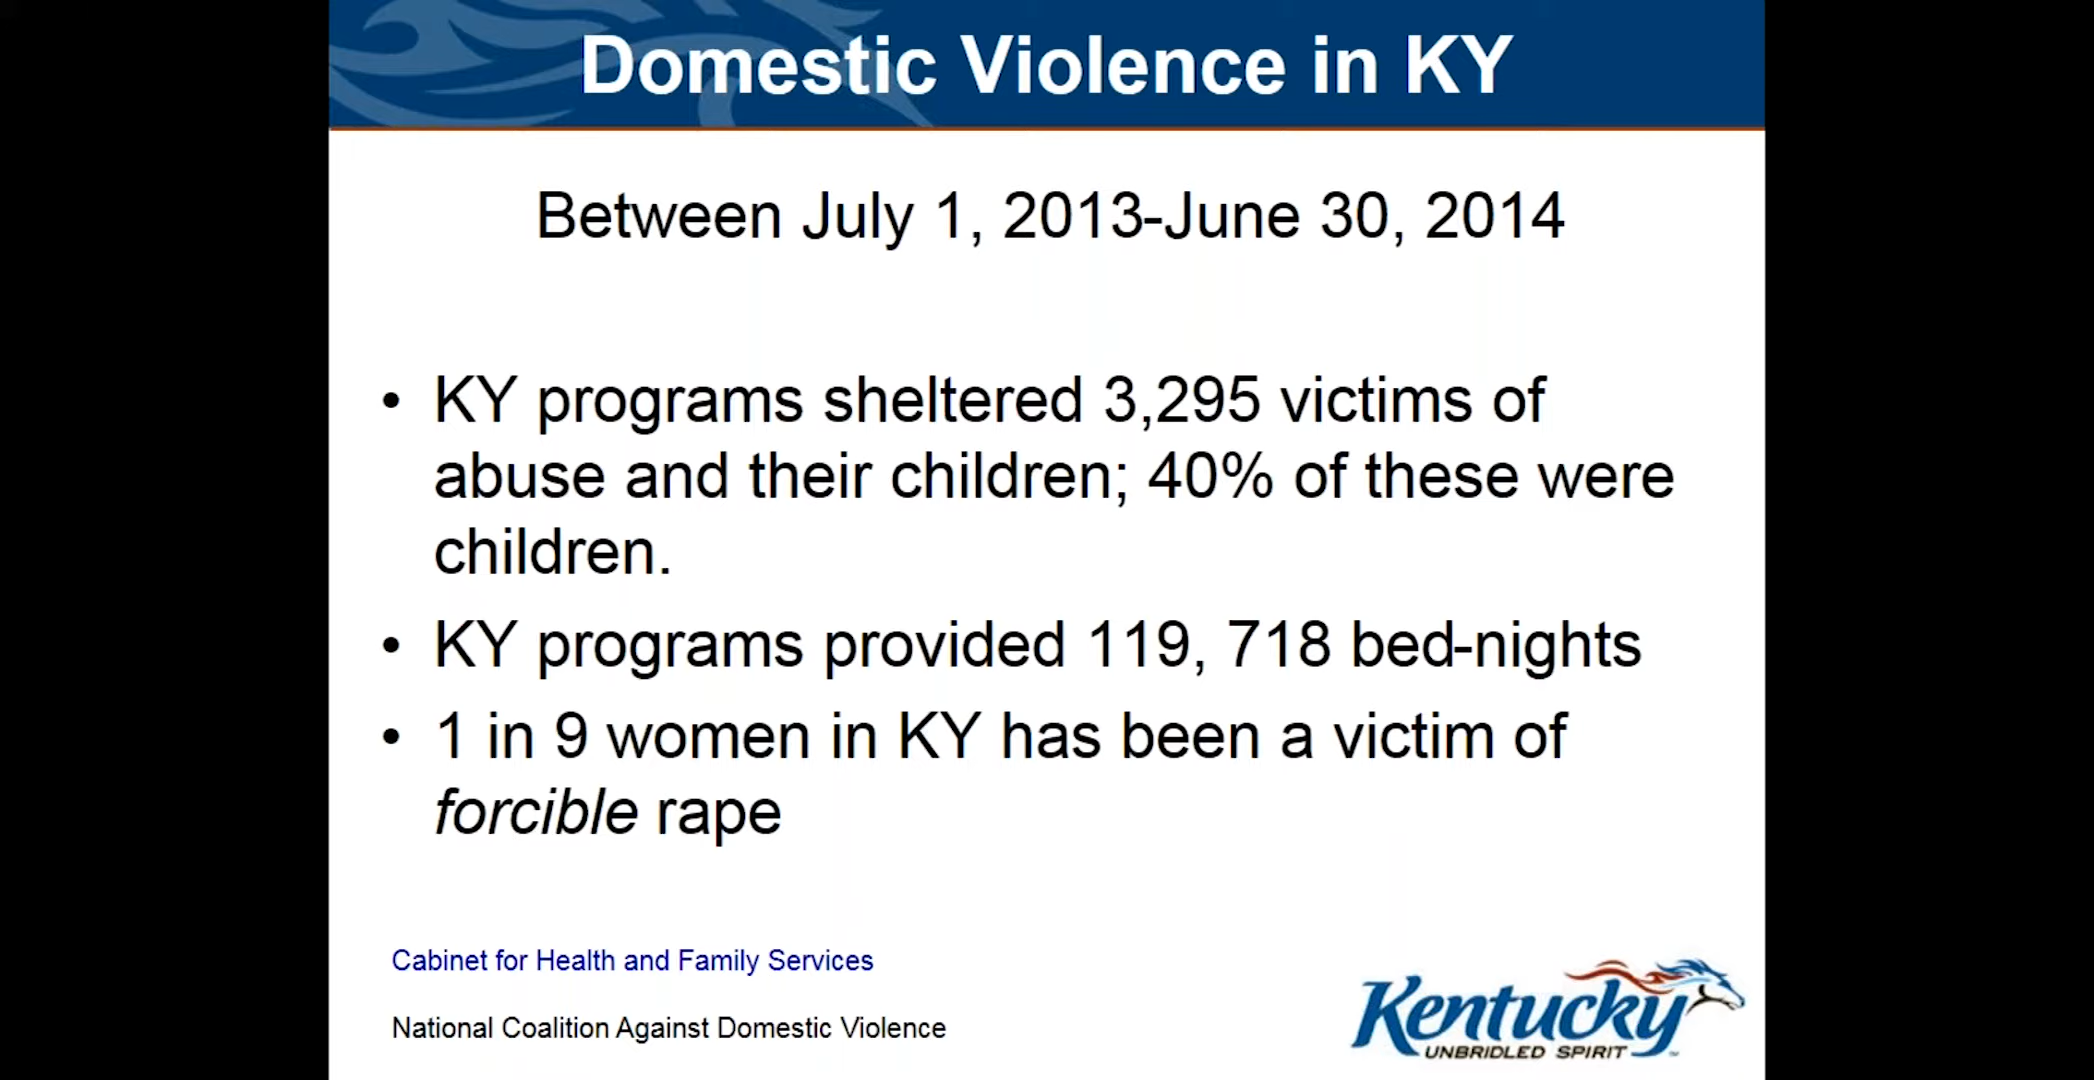 Domestic Violence in KY
Between July 1, 2013-June 30, 2014
• KY programs sheltered 3,295 victims of
abuse and their children; 40% of these were
children.
• KY programs provided 119, 718 bed-nights
• 1 in 9 women in KY has been a victim of
forcible rape
Cabinet for Health and Family Services
National Coalition Against Domestic Violence
Kentucky
UNBRIDLED SPIRIT